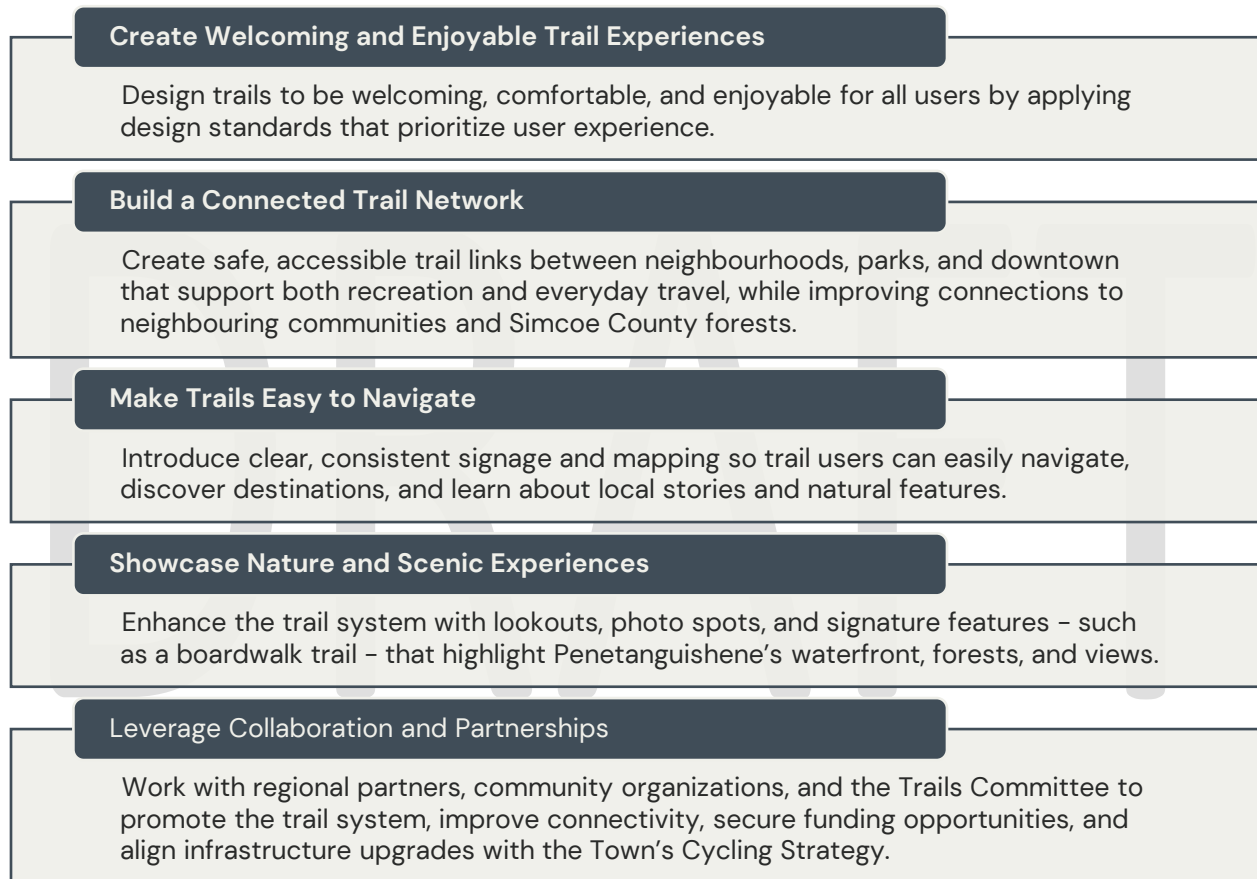 Create Welcoming and Enjoyable Trail Experiences
Design trails to be welcoming, comfortable, and enjoyable for all users by applying
design standards that prioritize user experience.
Build a Connected Trail Network
Create safe, accessible trail links between neighbourhoods, parks, and downtown
that support both recreation and everyday travel, while improving connections to
neighbouring communities and Simcoe County forests.
Make Trails Easy to Navigate
Introduce clear, consistent signage and mapping so trail users can easily navigate,
discover destinations, and learn about local stories and natural features.
Showcase Nature and Scenic Experiences
Enhance the trail system with lookouts, photo spots, and signature features – such
as a boardwalk trail – that highlight Penetanguishene’s waterfront, forests, and views.
Leverage Collaboration and Partnerships
Work with regional partners, community organizations, and the Trails Committee to
promote the trail system, improve connectivity, secure funding opportunities, and
align infrastructure upgrades with the Town’s Cycling Strategy.
DRAFT